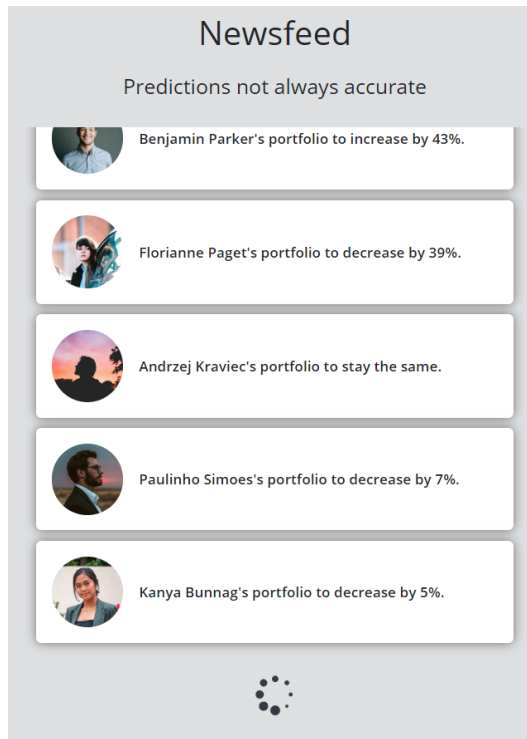 Newsfeed
Predictions not always accurate
Benjamin Parker's portfolio to increase by 43%.
Florianne Paget's portfolio to decrease by 39%.
Andrzej Kraviec's portfolio to stay the same.
Paulinho Simoes's portfolio to decrease by 7%.
Kanya Bunnag's portfolio to decrease by 5%.